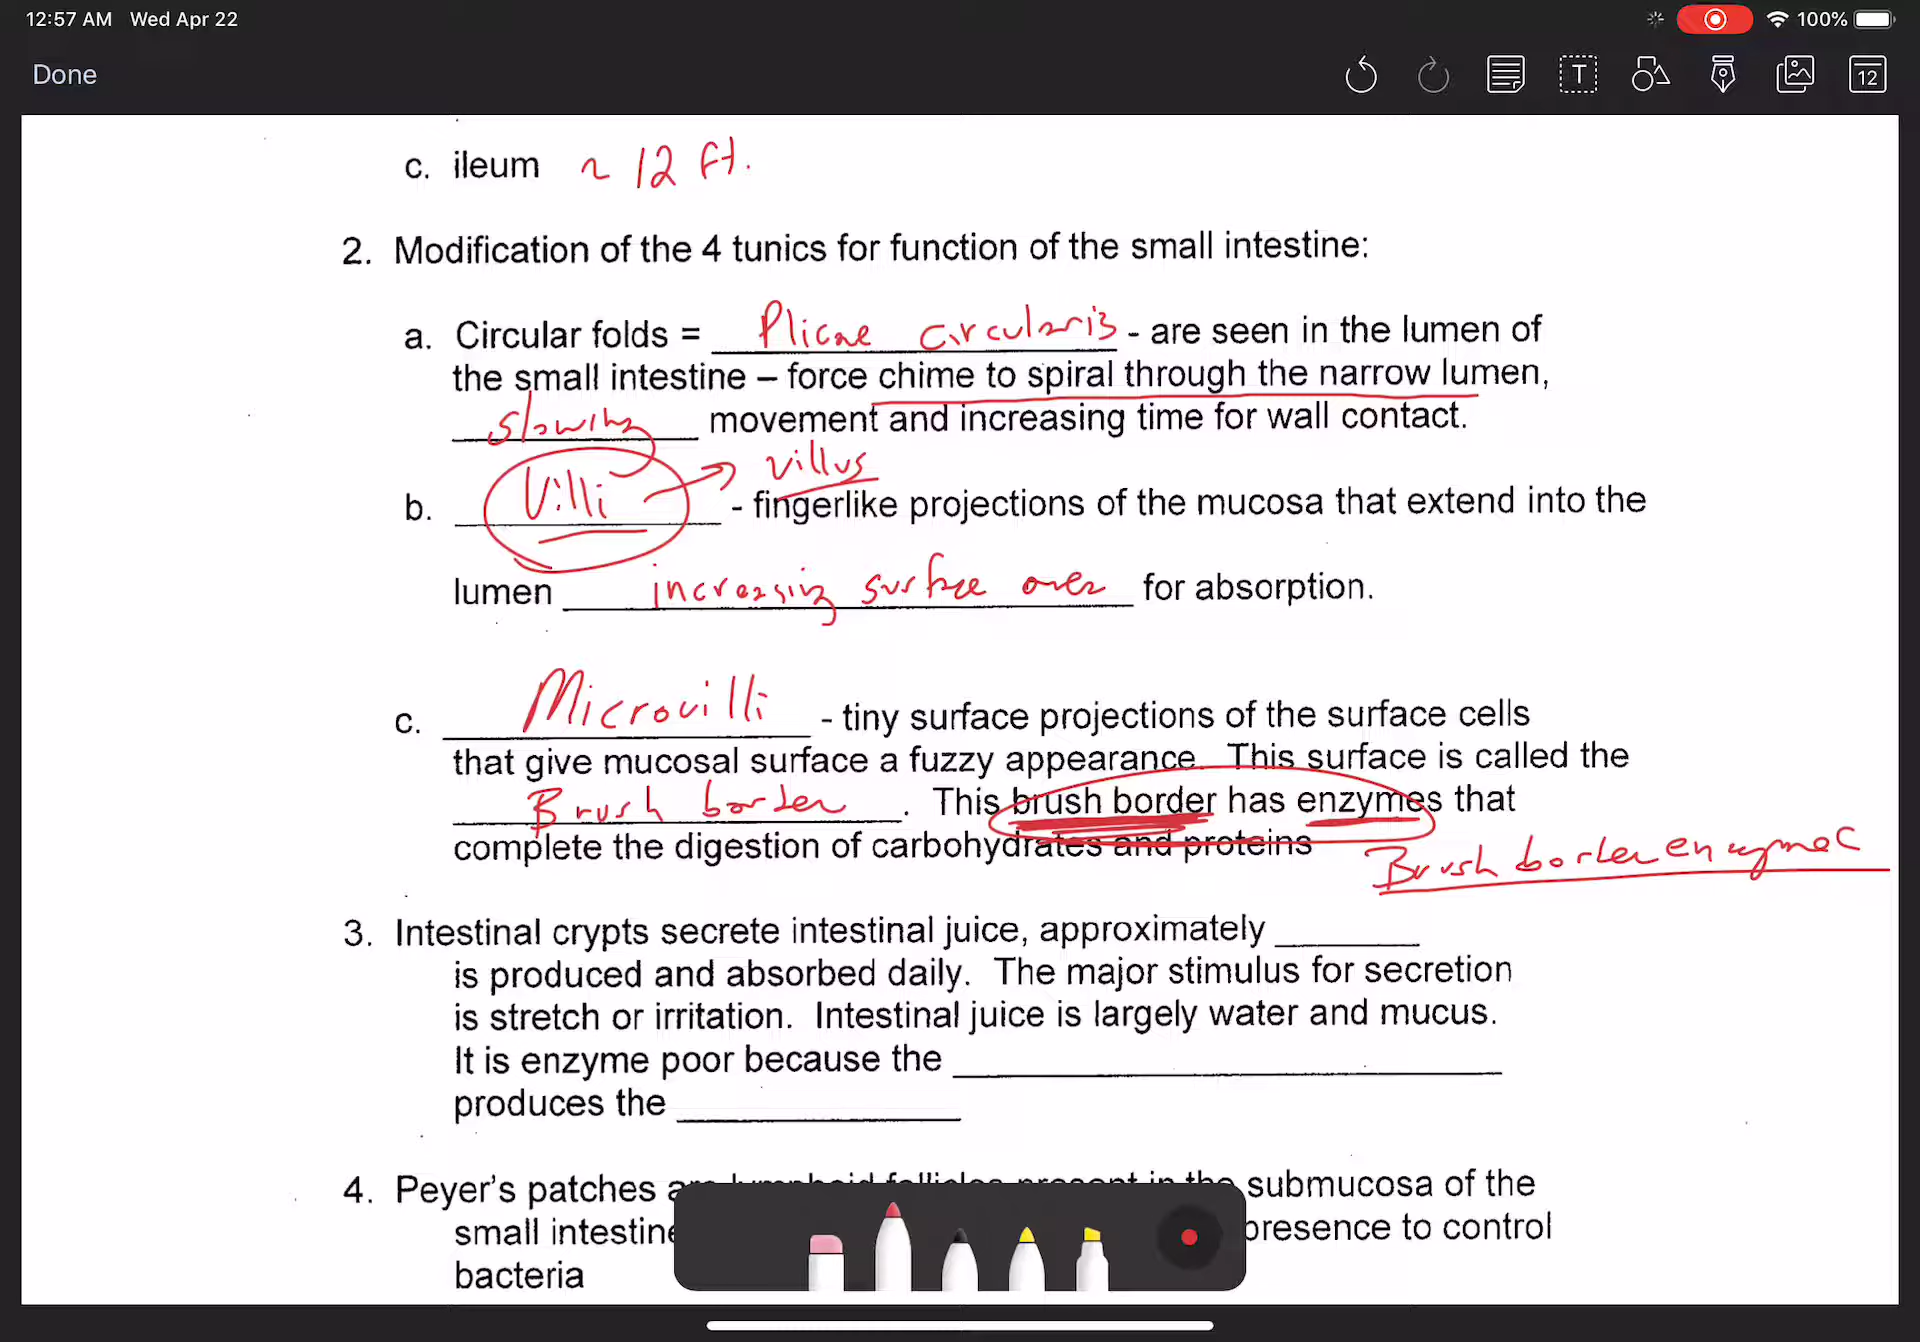 12:57 AM Wed Apr 22
100%
Done
T
12
c. ileum ~ 12 ft.
2. Modification of the 4 tunics for function of the small intestine:
a. Circular folds = Plicae circularis - are seen in the lumen of
the small intestine – force chime to spiral through the narrow lumen,
slowing movement and increasing time for wall contact.
villus
b. Villi - fingerlike projections of the mucosa that extend into the
lumen increasing surface area for absorption.
c. Microvilli - tiny surface projections of the surface cells
that give mucosal surface a fuzzy appearance. This surface is called the
Brush border. This brush border has enzymes that
complete the digestion of carbohydrates and proteins
Brush border enzymes
3. Intestinal crypts secrete intestinal juice, approximately
is produced and absorbed daily. The major stimulus for secretion
is stretch or irritation. Intestinal juice is largely water and mucus.
It is enzyme poor because the
produces the
4. Peyer's patches are lymphoid follicles present in the submucosa of the
small intestine presence to control
bacteria